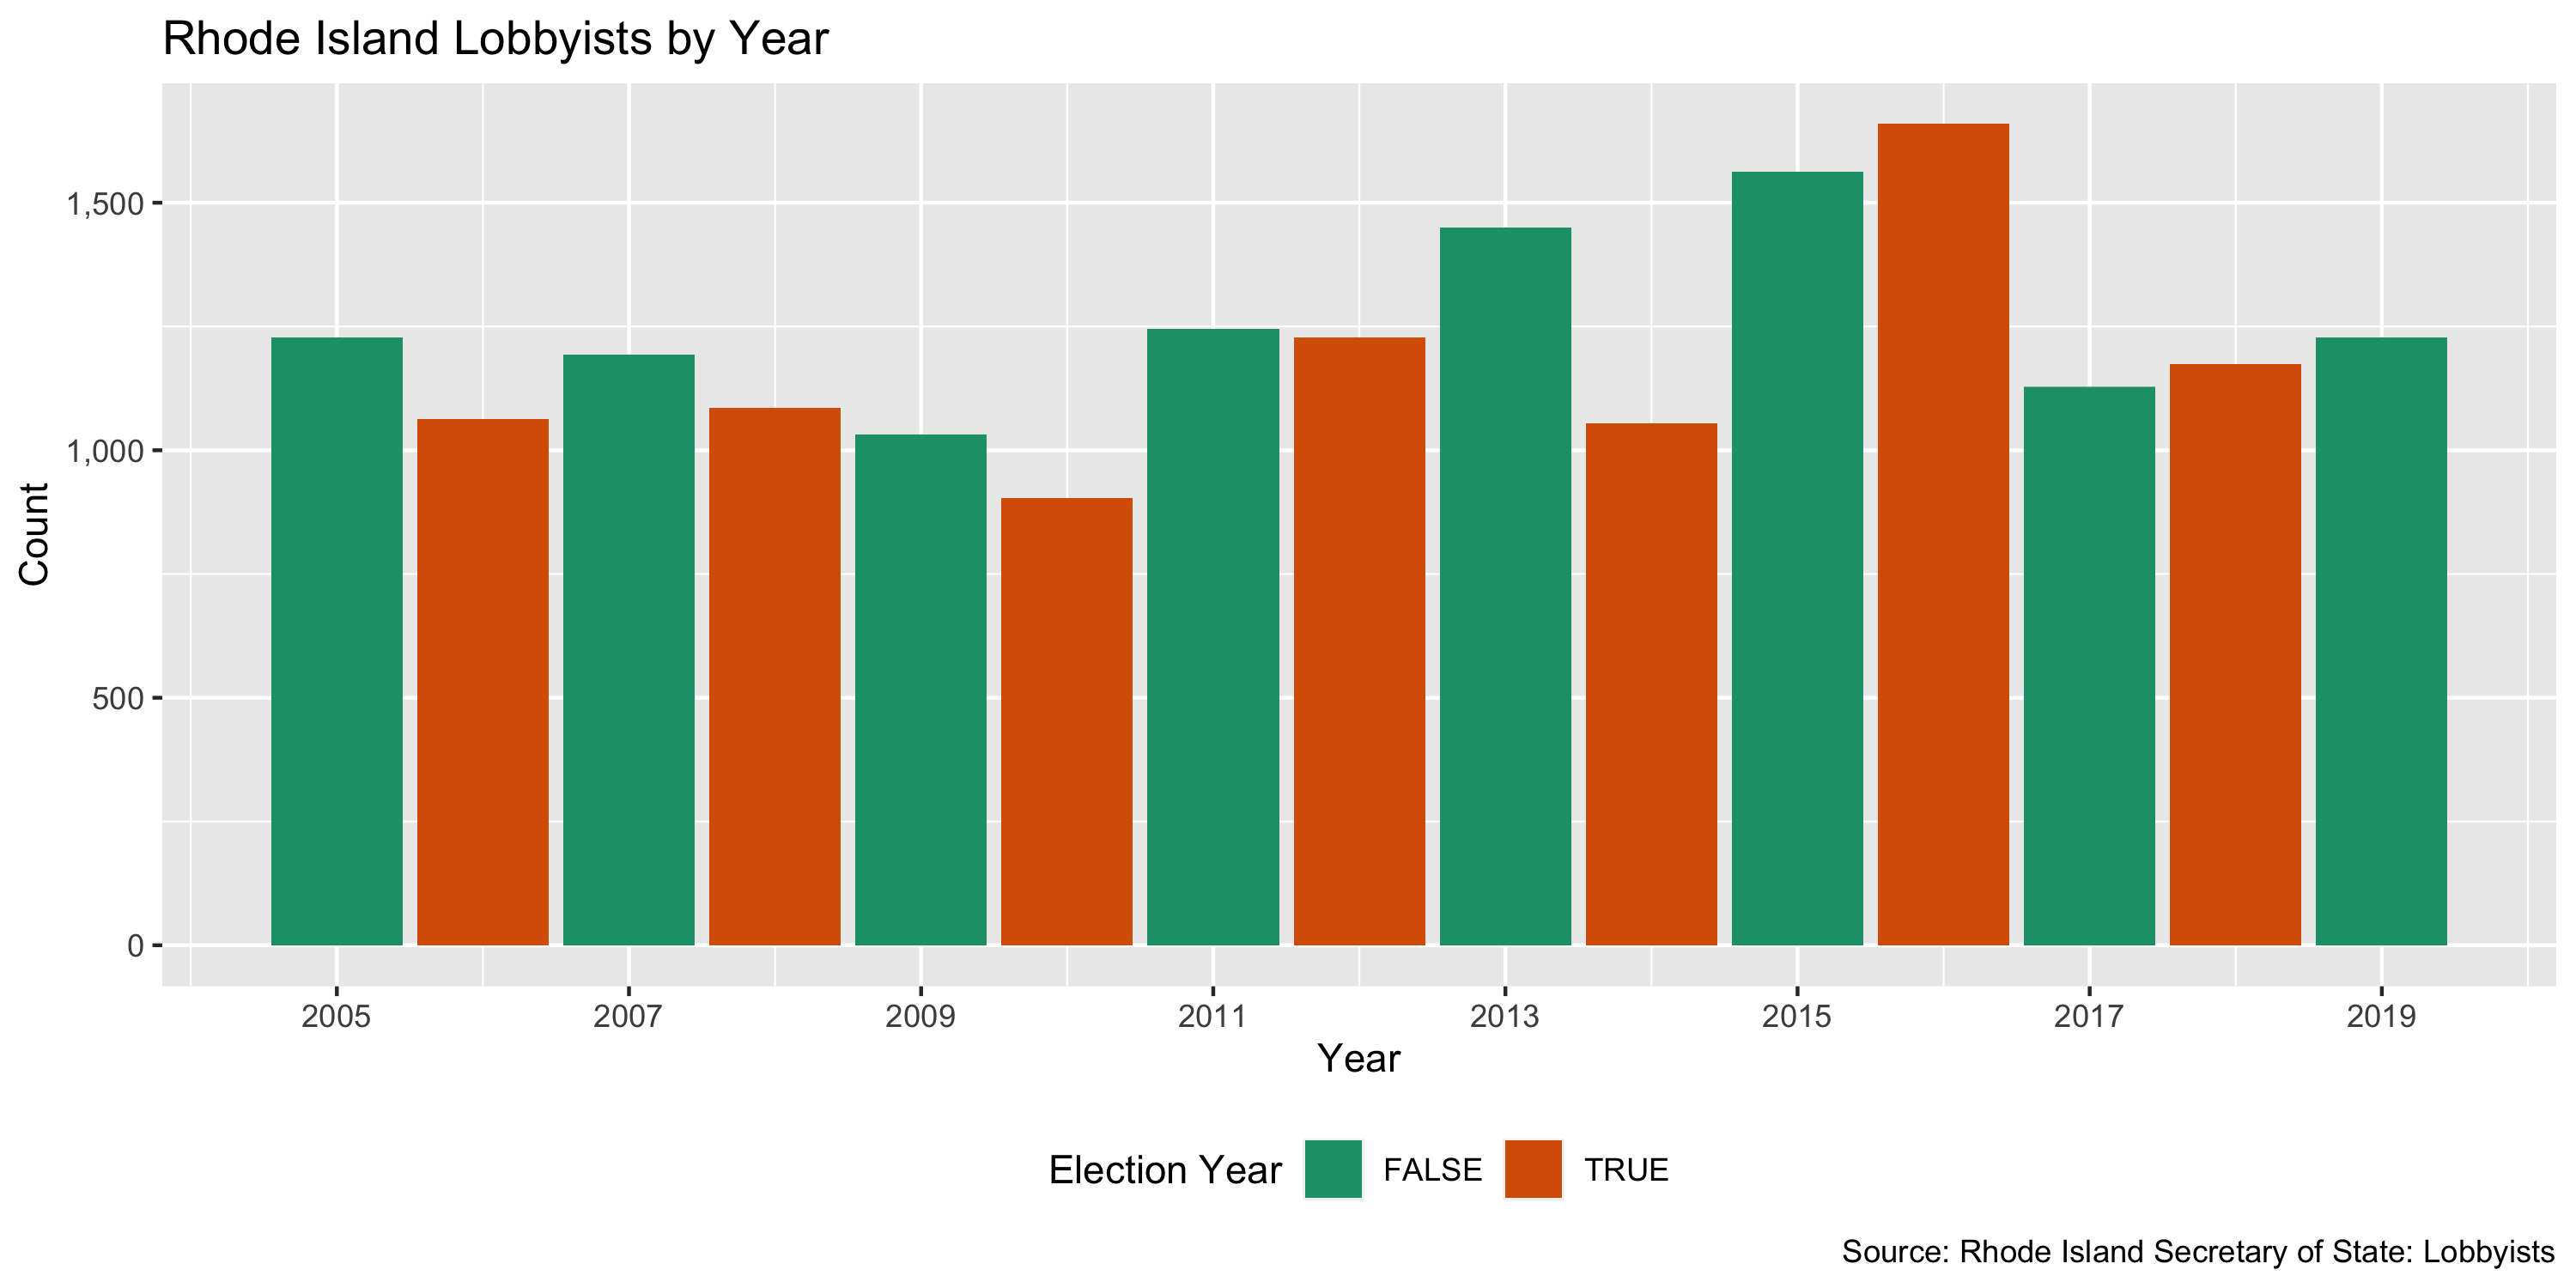 Rhode Island Lobbyists by Year
Count
1,500
1,000
500
0
2005 2007 2009 2011 2013 2015 2017 2019
Year
Election Year FALSE TRUE
Source: Rhode Island Secretary of State: Lobbyists